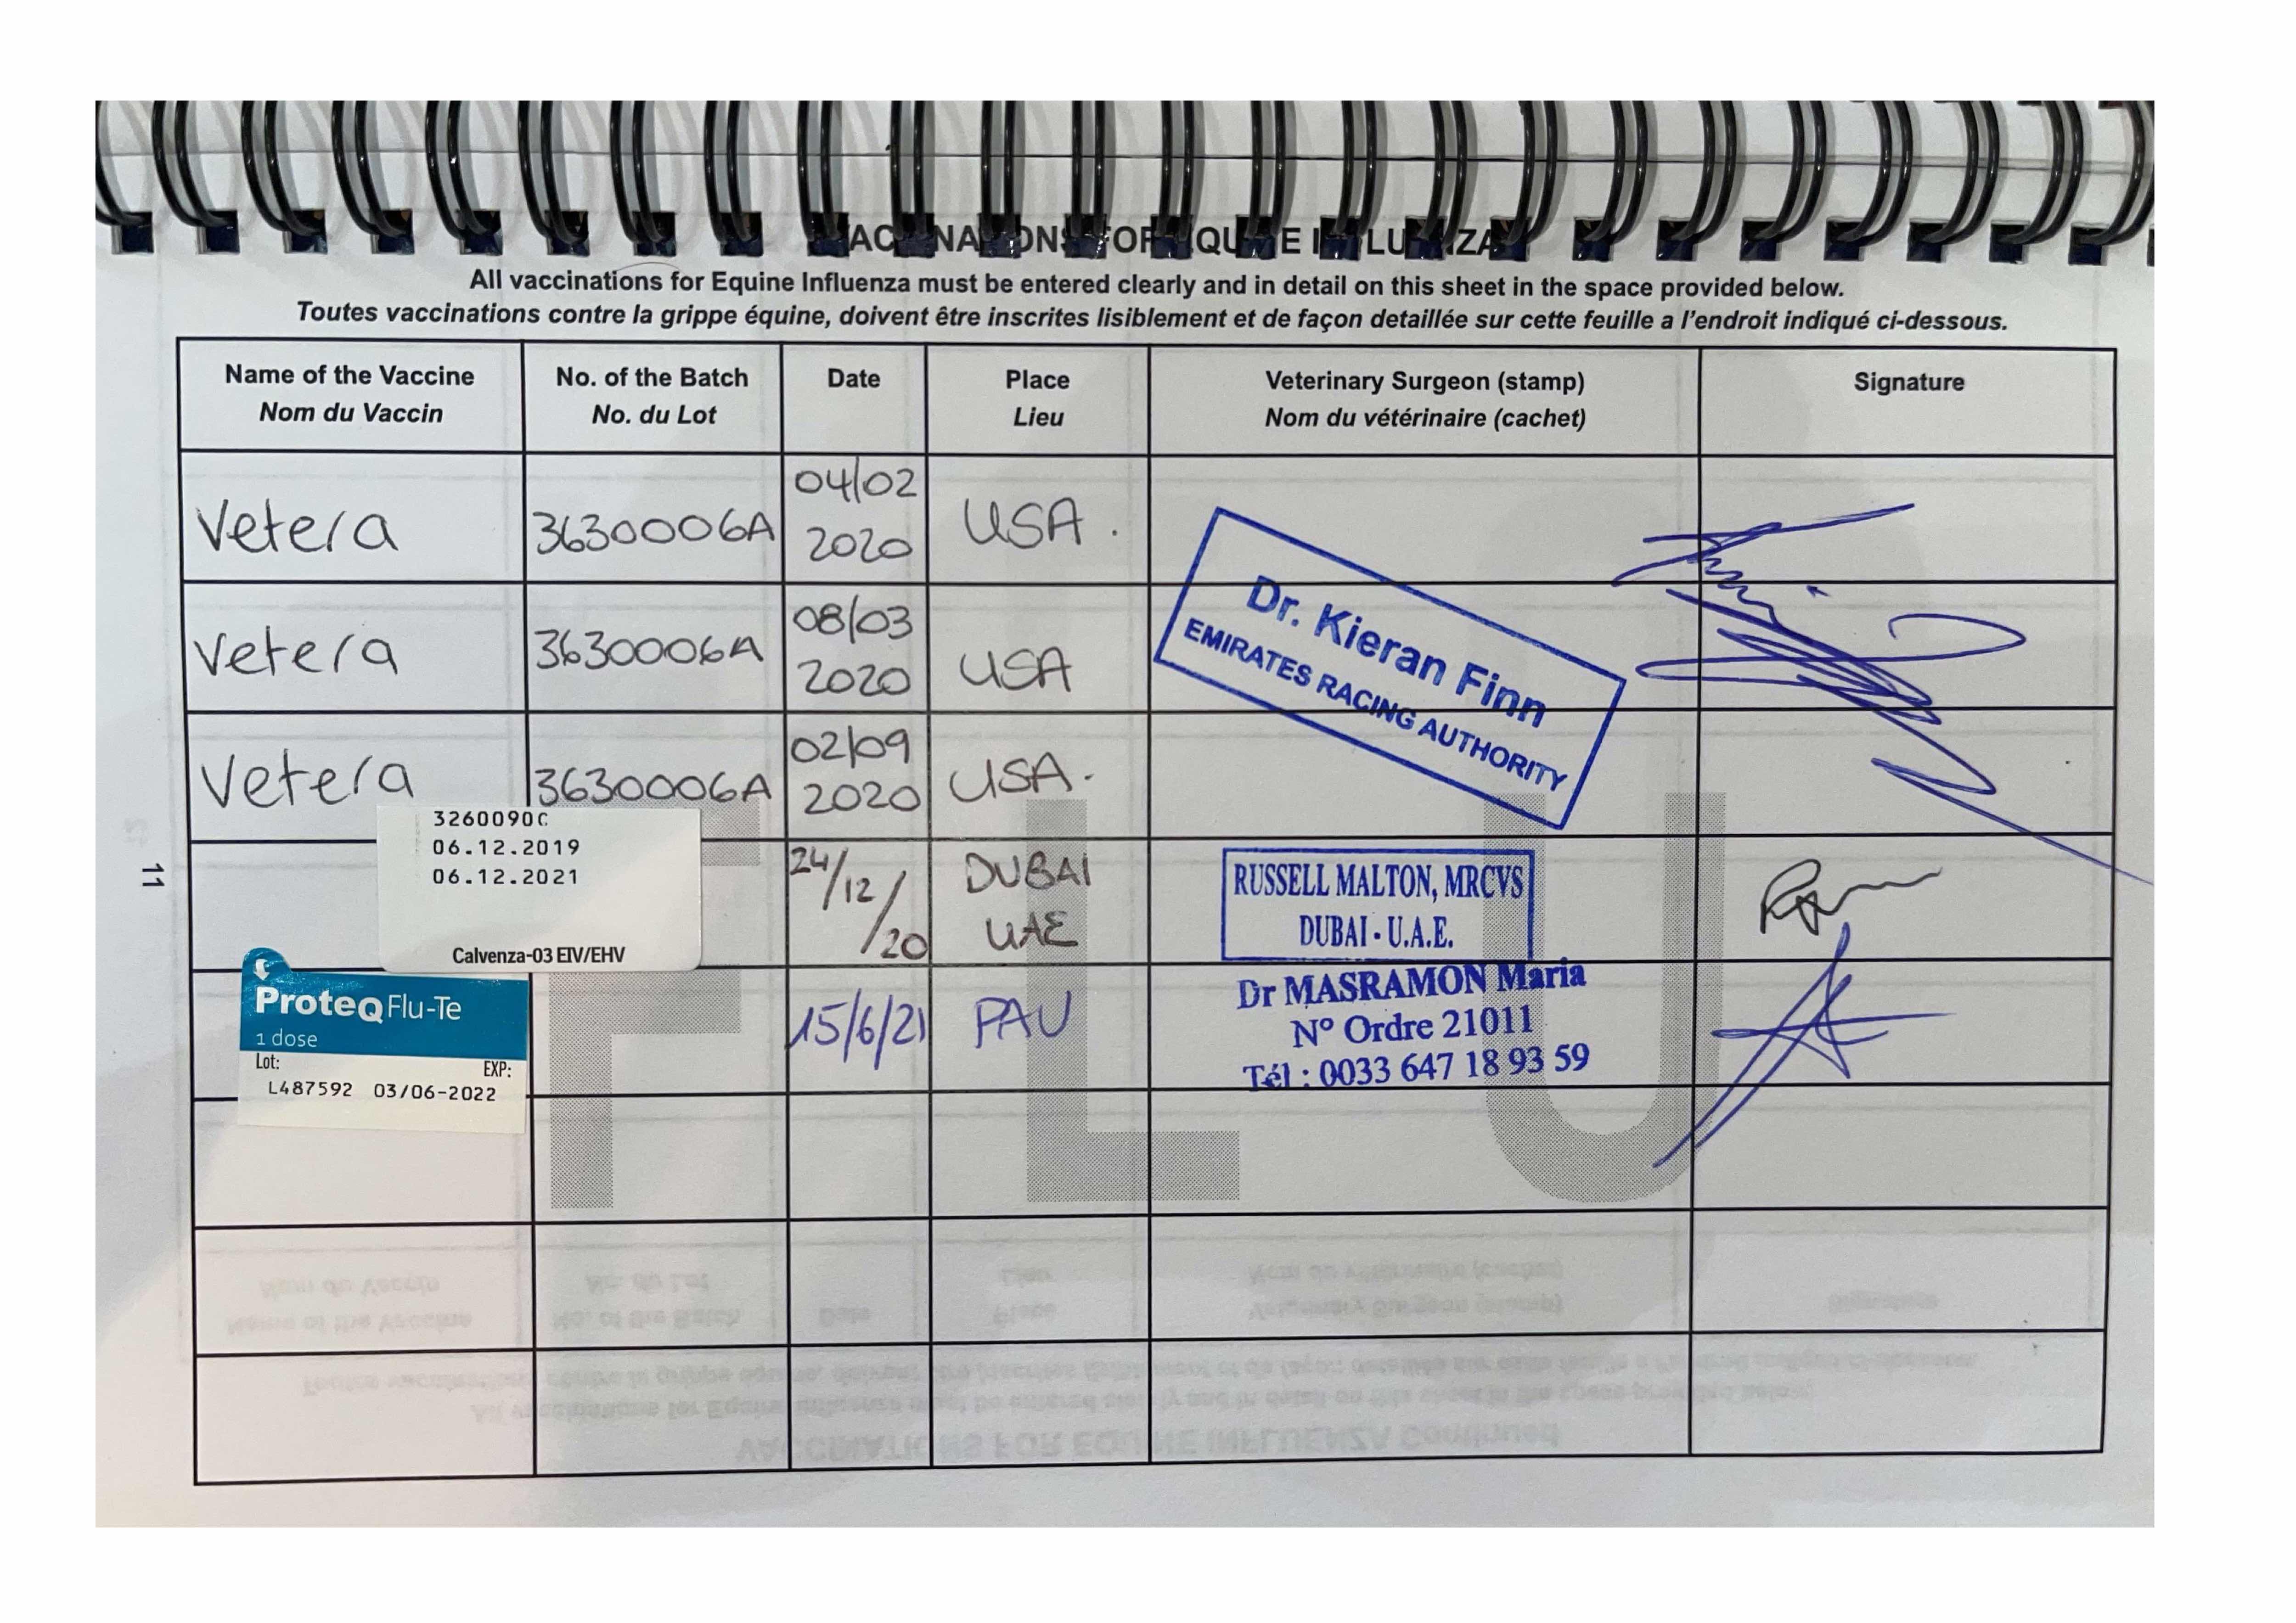 VACCINATIONS FOR EQUINE INFLUENZA
All vaccinations for Equine Influenza must be entered clearly and in detail on this sheet in the space provided below.
Toutes vaccinations contre la grippe équine, doivent être inscrites lisiblement et de façon detaillée sur cette feuille a l'endroit indiqué ci-dessous.
Name of the Vaccine
Nom du Vaccin
No. of the Batch
No. du Lot
Date
Place
Lieu
Veterinary Surgeon (stamp)
Nom du vétérinaire (cachet)
Signature
Vetera
3630006A
04/02
2020
USA.
Vetera
3630006A
08/03
2020
USA
Dr. Kieran Finn
EMIRATES RACING AUTHORITY
Vetera
3630006A
02/09
2020
USA.
3260090C
06.12.2019
06.12.2021
Calvenza-03 EIV/EHV
24/12/20
DUBAI
UAE
RUSSELL MALTON, MRCVS
DUBAI - U.A.E.
ProteqFlu-Te
1 dose
Lot:
EXP:
L487592 03/06-2022
15/6/21
PAU
Dr MASRAMON Maria
N° Ordre 21011
Tél : 0033 647 18 93 59
FLU
11